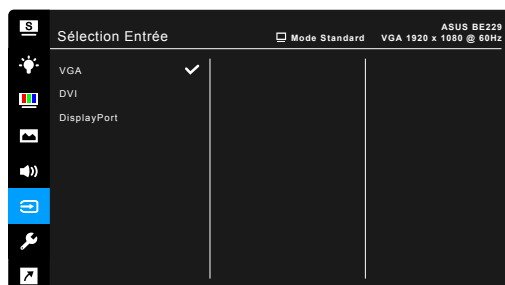 S
Sélection Entrée
Mode Standard
ASUS BE229
VGA 1920 x 1080 @ 60Hz
VGA
DVI
DisplayPort